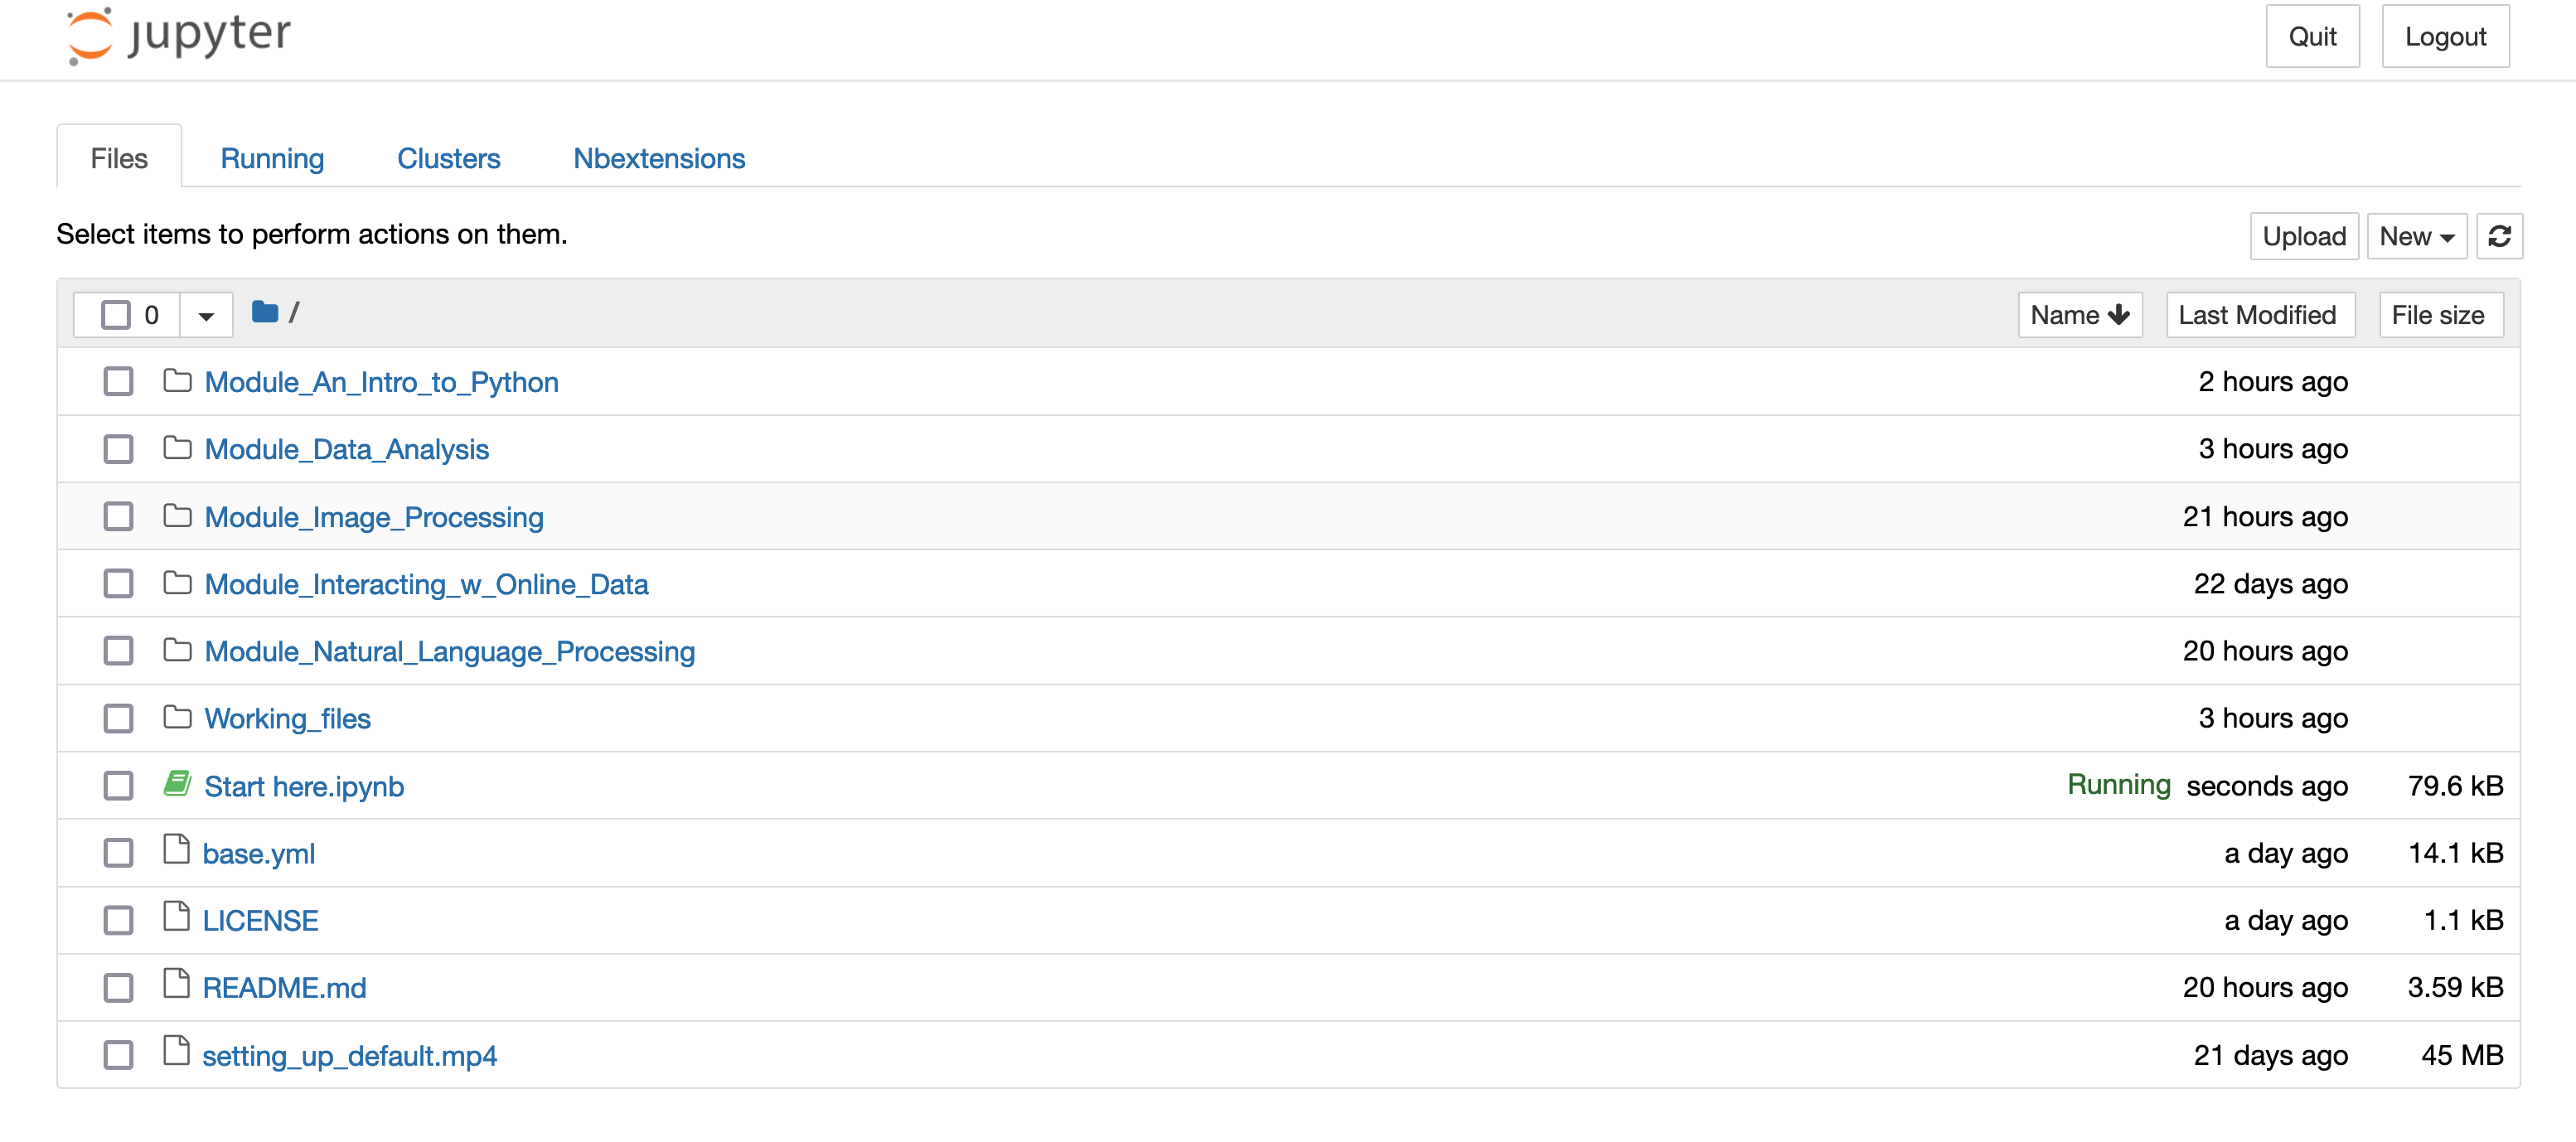 jupyter
Quit Logout
Files Running Clusters Nbextensions
Select items to perform actions on them.
Upload New
0 / Name Last Modified File size
Module_An_Intro_to_Python 2 hours ago
Module_Data_Analysis 3 hours ago
Module_Image_Processing 21 hours ago
Module_Interacting_w_Online_Data 22 days ago
Module_Natural_Language_Processing 20 hours ago
Working_files 3 hours ago
Start here.ipynb Running seconds ago 79.6 kB
base.yml a day ago 14.1 kB
LICENSE a day ago 1.1 kB
README.md 20 hours ago 3.59 kB
setting_up_default.mp4 21 days ago 45 MB